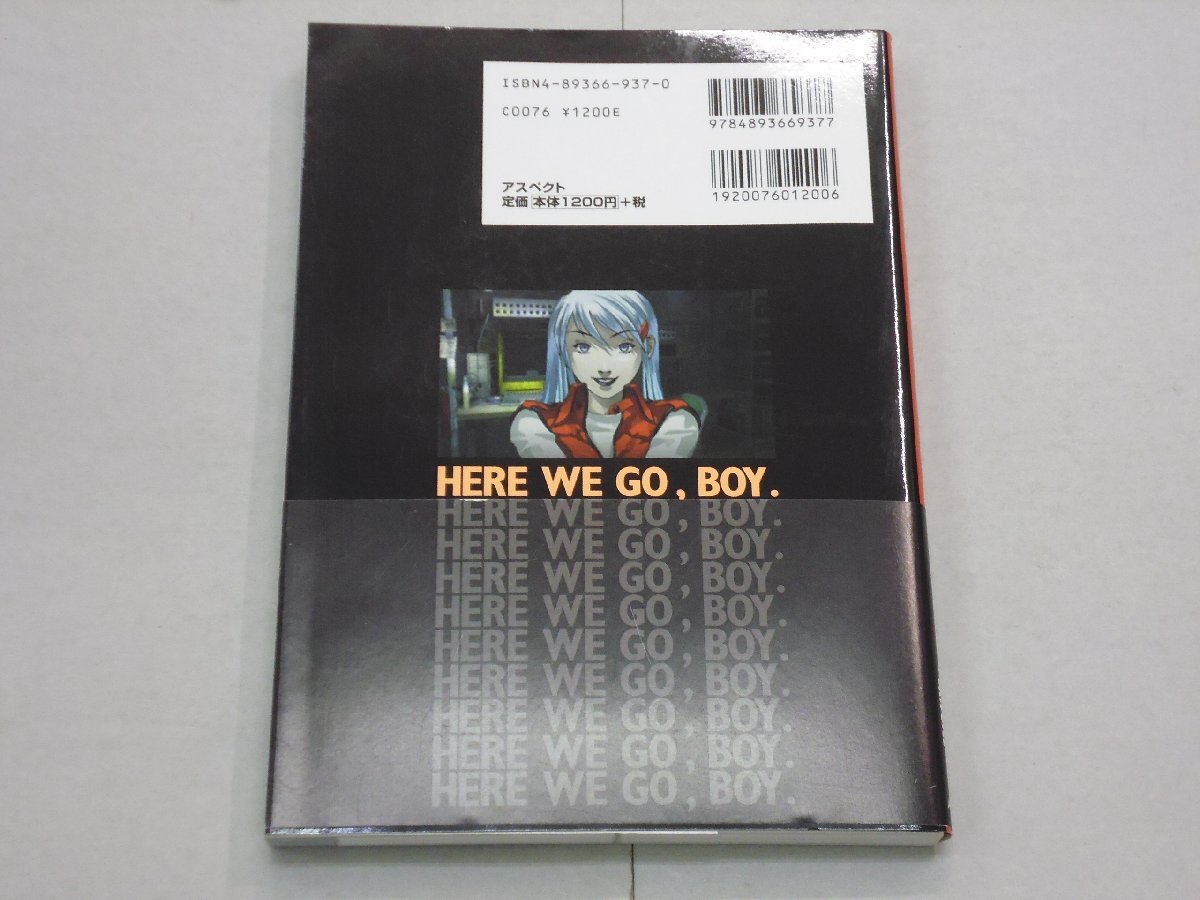 ISBN4-89366-937-0
C0076 ¥1200E
9784893669377
1920076012006
アスペクト
定価 本体1200円+税
HERE WE GO, BOY.
HERE WE GO, BOY.
HERE WE GO, BOY.
HERE WE GO, BOY.
HERE WE GO, BOY.
HERE WE GO, BOY.
HERE WE GO, BOY.
HERE WE GO, BOY.
HERE WE GO, BOY.
HERE WE GO, BOY.